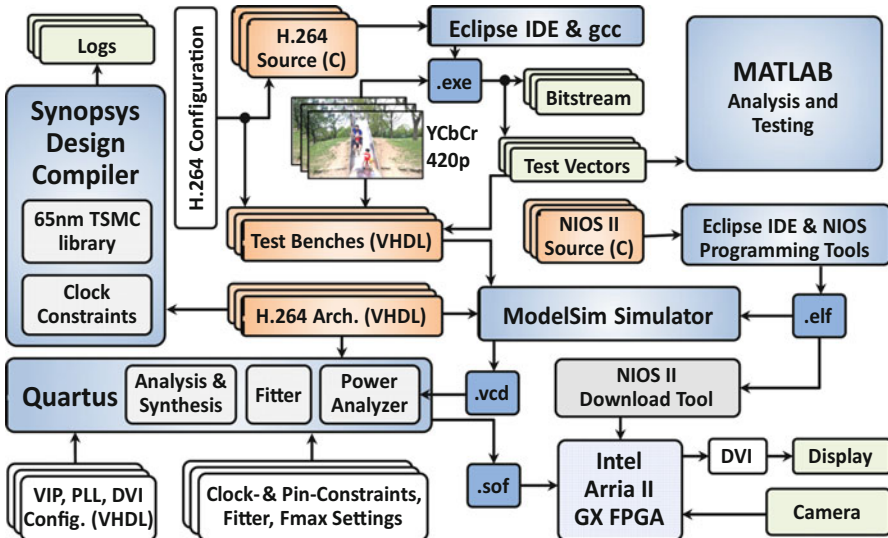 Logs
H.264 Configuration
H.264
Source (C)
Eclipse IDE & gcc
.exe
Bitstream
MATLAB
Analysis and
Testing
Synopsys
Design
Compiler
65nm TSMC
library
Clock
Constraints
YCbCr
420p
Test Vectors
Test Benches (VHDL)
NIOS II
Source (C)
Eclipse IDE & NIOS
Programming Tools
H.264 Arch. (VHDL)
ModelSim Simulator
.elf
Quartus
Analysis &
Synthesis
Fitter
Power
Analyzer
.vcd
NIOS II
Download Tool
VIP, PLL, DVI
Config. (VHDL)
Clock- & Pin-Constraints,
Fitter, Fmax Settings
.sof
Intel
Arria II
GX FPGA
DVI
Display
Camera